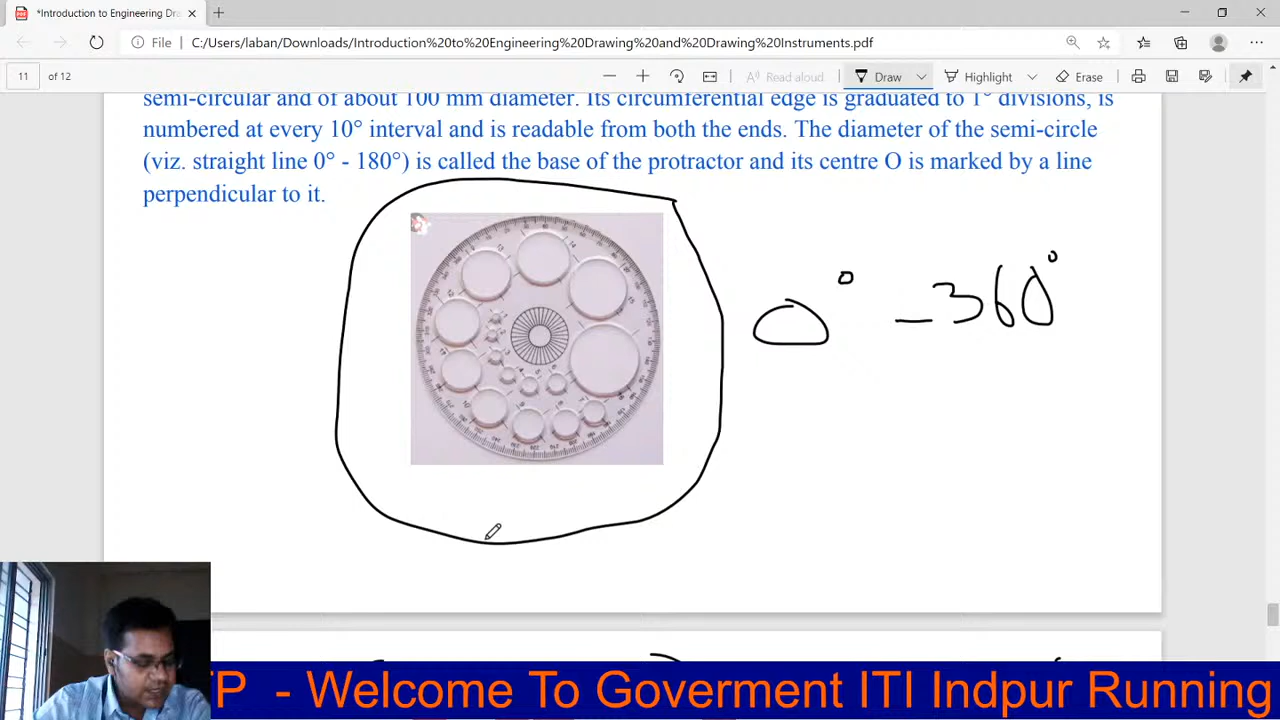 *Introduction to Engineering Dra
File C:/Users/laban/Downloads/Introduction%20to%20Engineering%20Drawing%20and%20Drawing%20Instruments.pdf
11 of 12 Read aloud Draw Highlight Erase
semi-circular and of about 100 mm diameter. Its circumferential edge is graduated to 1° divisions, is
numbered at every 10° interval and is readable from both the ends. The diameter of the semi-circle
(viz. straight line 0° - 180°) is called the base of the protractor and its centre O is marked by a line
perpendicular to it.
0° - 360°
TP - Welcome To Goverment ITI Indpur Running